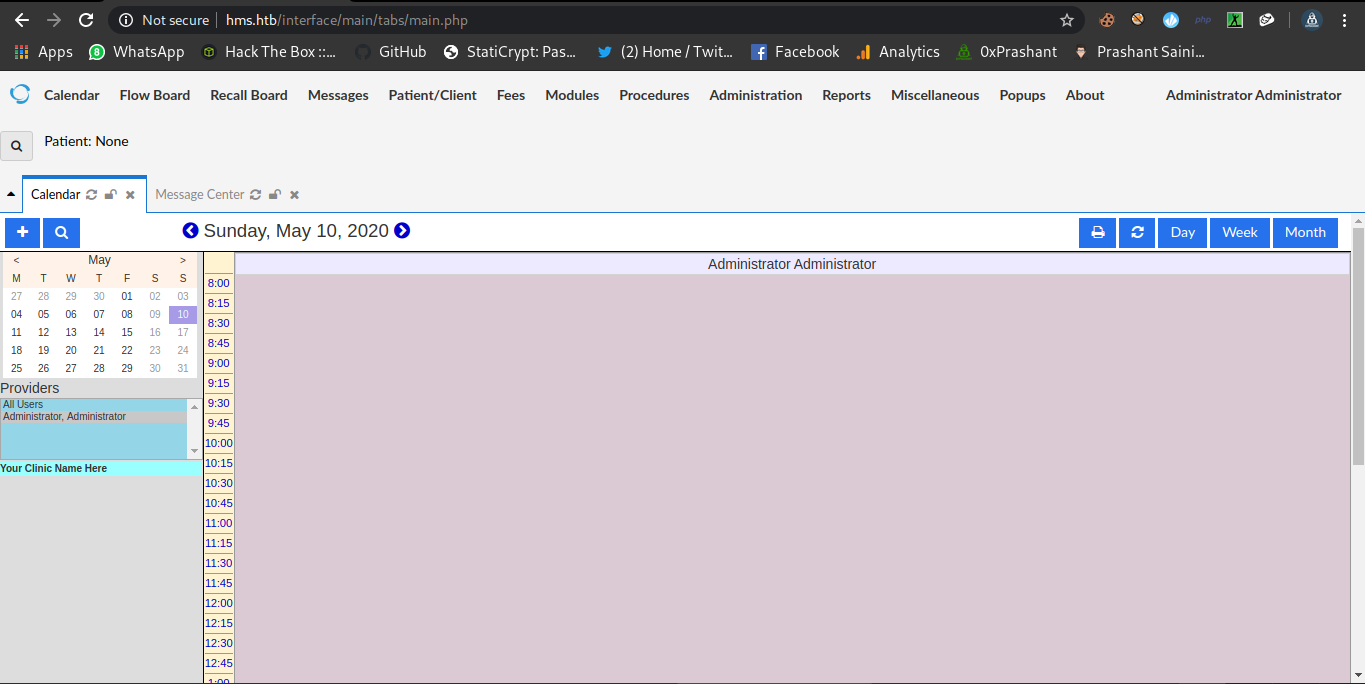 Not secure hms.htb/interface/main/tabs/main.php php
Apps WhatsApp Hack The Box ::... GitHub StatiCrypt: Pas... (2) Home / Twit... Facebook Analytics 0xPrashant Prashant Saini...
Calendar Flow Board Recall Board Messages Patient/Client Fees Modules Procedures Administration Reports Miscellaneous Popups About Administrator Administrator
Patient: None
Calendar Message Center
Sunday, May 10, 2020 Day Week Month
< May >
M T W T F S S
27 28 29 30 01 02 03
04 05 06 07 08 09 10
11 12 13 14 15 16 17
18 19 20 21 22 23 24
25 26 27 28 29 30 31
Providers
All Users
Administrator, Administrator
Your Clinic Name Here
Administrator Administrator
8:00
8:15
8:30
8:45
9:00
9:15
9:30
9:45
10:00
10:15
10:30
10:45
11:00
11:15
11:30
11:45
12:00
12:15
12:30
12:45
1:00